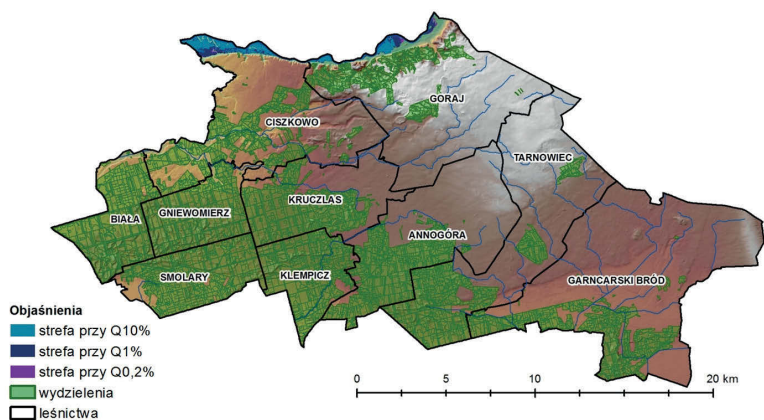 GORAJ
CISZKOWO
TARNOWIEC
KRUCZLAS
BIAŁA
GNIEWOMIERZ
ANNOGÓRA
SMOLARY
KLEMPICZ
GARNCARSKI BRÓD
Objaśnienia
strefa przy Q10%
strefa przy Q1%
strefa przy Q0,2%
wydzielenia
leśnictwa
0 5 10 20 km